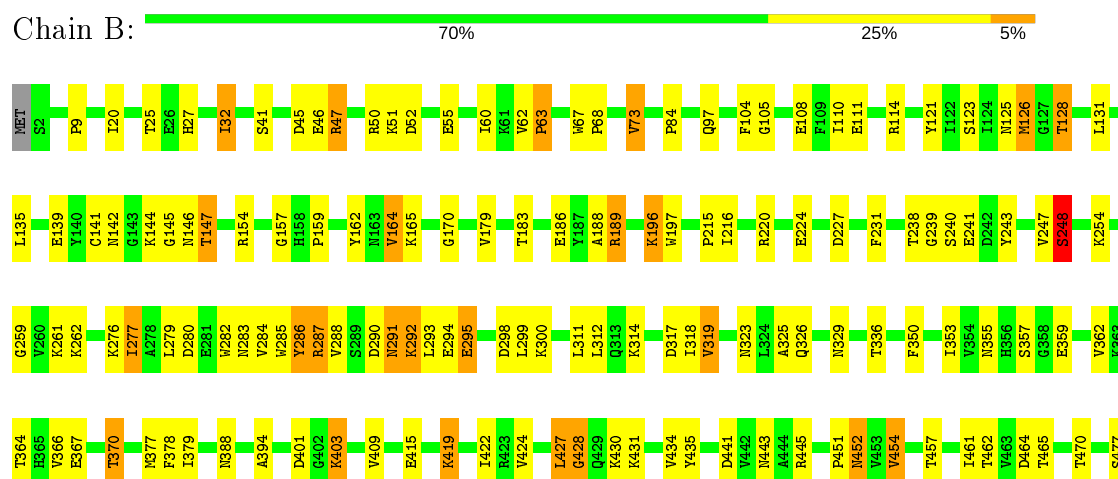 Chain B:
70% 25% 5%
MET S2 P9 I20 T25 E26 H27 I32 S41 D45 E46 R47 R50 K51 D52 E55 I60 K61 V62 P63 W67 P68 V73 P84 Q97 F104 G105 E108 F109 I110 E111 R114 Y121 I122 S123 I124 N125 M126 G127 T128 L131
L135 E139 Y140 C141 N142 G143 K144 G145 N146 T147 R154 G157 H158 P159 Y162 N163 V164 K165 G170 V179 T183 E186 Y187 A188 R189 K196 W197 P215 I216 R220 E224 D227 F231 T238 G239 S240 E241 D242 Y243 V247 S248 K254
G259 V260 K261 K262 K276 I277 A278 L279 D280 E281 W282 N283 V284 W285 Y286 R287 V288 S289 D290 N291 K292 L293 E294 E295 D298 L299 K300 L311 L312 Q313 K314 D317 I318 V319 N323 L324 A325 Q326 N329 T336 F350 I353 V354 N355 H356 S357 G358 E359 V362 K363
T364 H365 V366 E367 T370 M377 F378 I379 N388 A394 D401 G402 K403 V409 E415 K419 I422 R423 V424 L427 G428 Q429 K430 K431 V434 Y435 D441 V442 N443 A444 R445 P451 N452 V453 V454 T457 I461 T462 V463 D464 T465 T470 S477